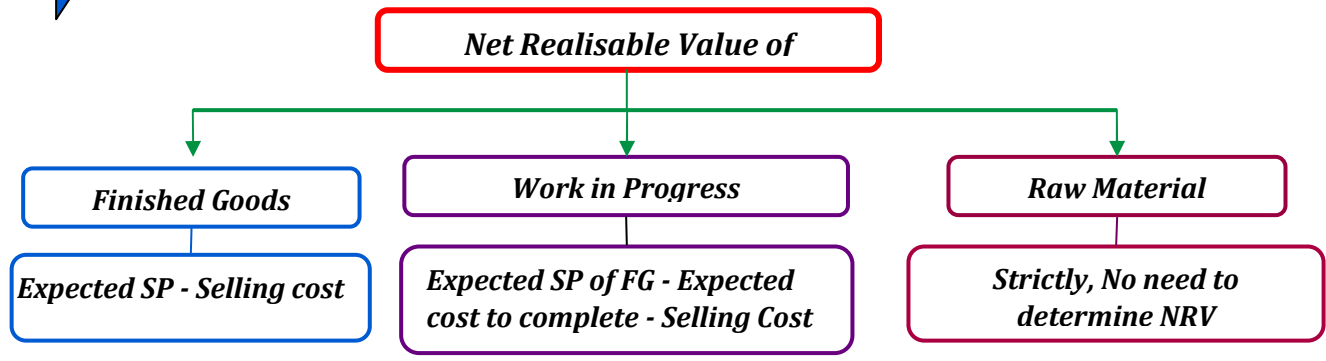 Net Realisable Value of
Finished Goods
Work in Progress
Raw Material
Expected SP - Selling cost
Expected SP of FG - Expected
cost to complete - Selling Cost
Strictly, No need to
determine NRV